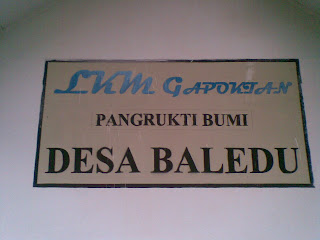 LKM GAPOKTAN
PANGRUKTI BUMI
DESA BALEDU